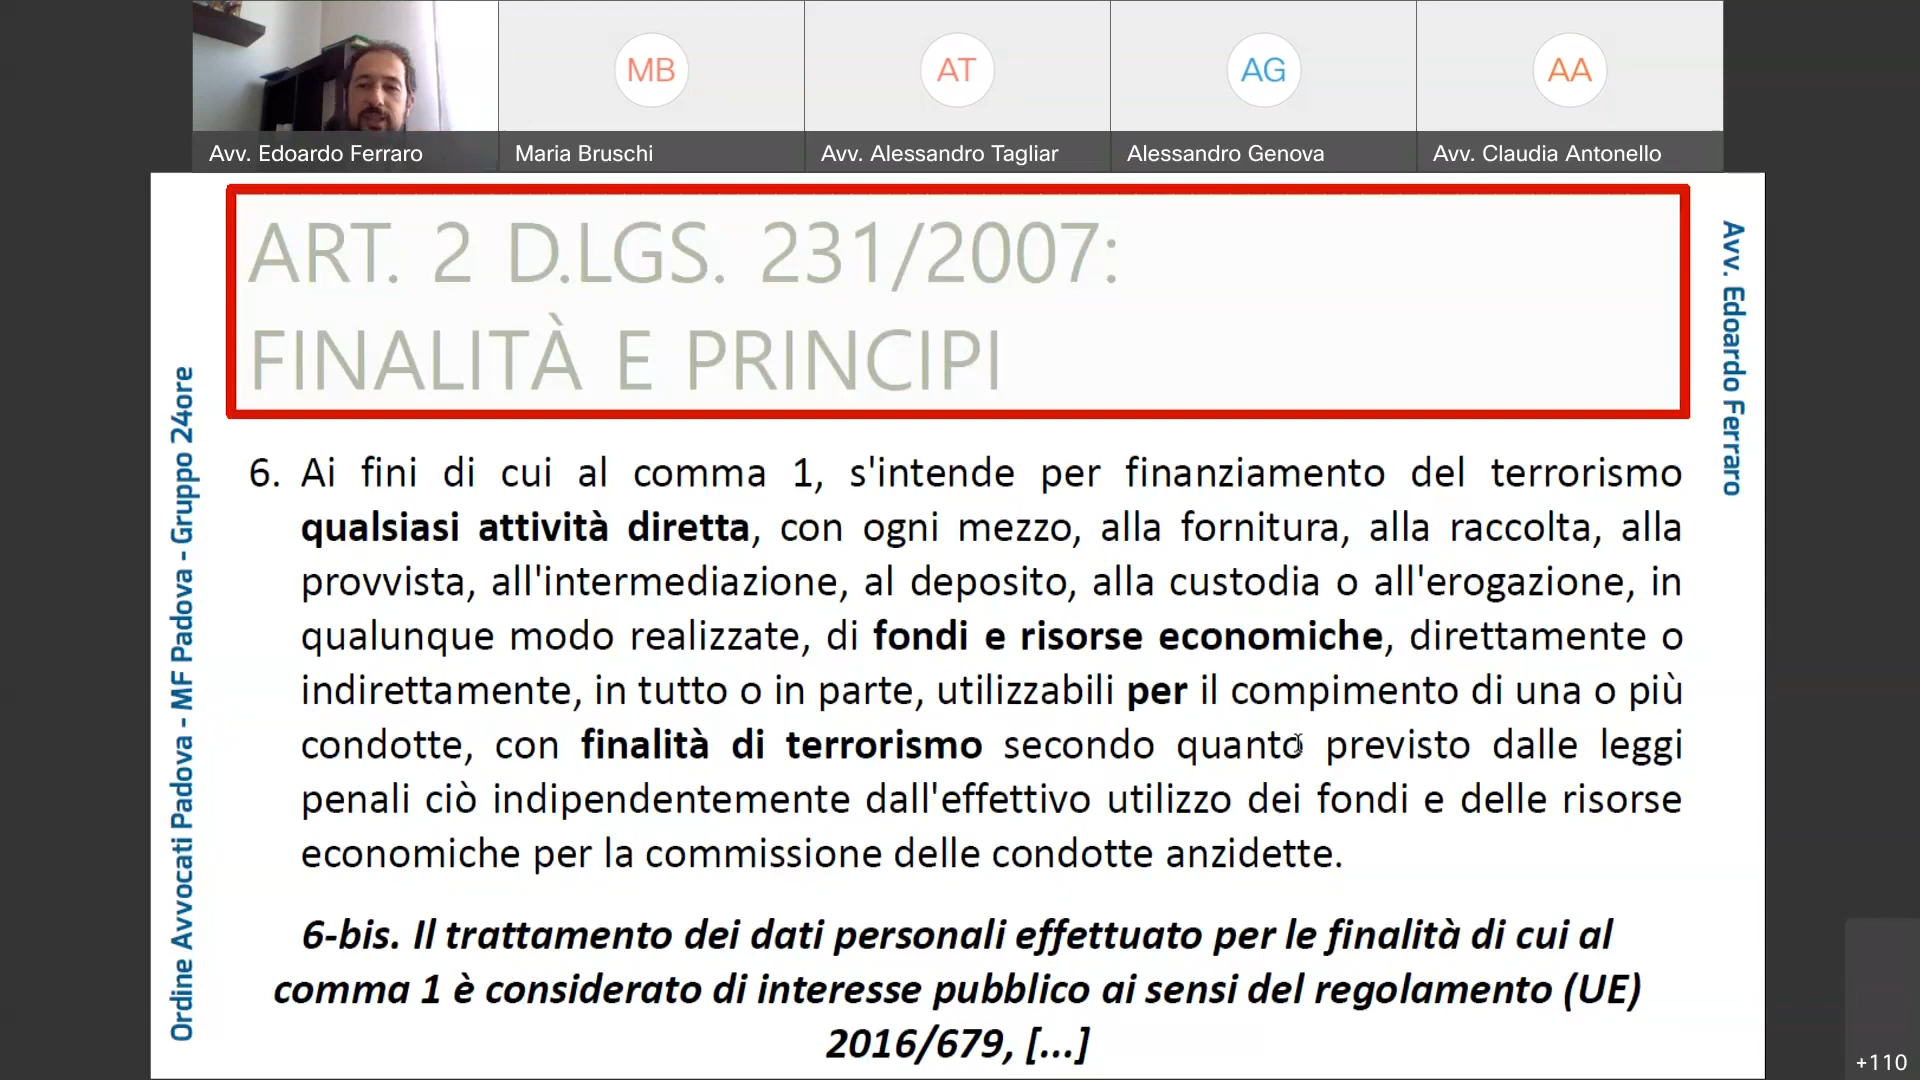 MB
AT
AG
AA
Avv. Edoardo Ferraro
Maria Bruschi
Avv. Alessandro Tagliar
Alessandro Genova
Avv. Claudia Antonello
ART. 2 D.LGS. 231/2007:
FINALITÀ E PRINCIPI
Avv. Edoardo Ferraro
Ordine Avvocati Padova - MF Padova - Gruppo 24ore
6. Ai fini di cui al comma 1, s'intende per finanziamento del terrorismo
qualsiasi attività diretta, con ogni mezzo, alla fornitura, alla raccolta, alla
provvista, all'intermediazione, al deposito, alla custodia o all'erogazione, in
qualunque modo realizzate, di fondi e risorse economiche, direttamente o
indirettamente, in tutto o in parte, utilizzabili per il compimento di una o più
condotte, con finalità di terrorismo secondo quanto previsto dalle leggi
penali ciò indipendentemente dall'effettivo utilizzo dei fondi e delle risorse
economiche per la commissione delle condotte anzidette.
6-bis. Il trattamento dei dati personali effettuato per le finalità di cui al
comma 1 è considerato di interesse pubblico ai sensi del regolamento (UE)
2016/679, [...]
+110